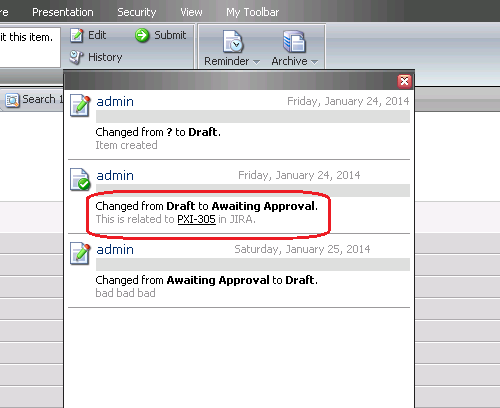 re Presentation Security View My Toolbar
it this item.
Edit Submit
History
Reminder Archive
Search 1
admin Friday, January 24, 2014
Changed from ? to Draft.
Item created
admin Friday, January 24, 2014
Changed from Draft to Awaiting Approval.
This is related to PXI-305 in JIRA.
admin Saturday, January 25, 2014
Changed from Awaiting Approval to Draft.
bad bad bad